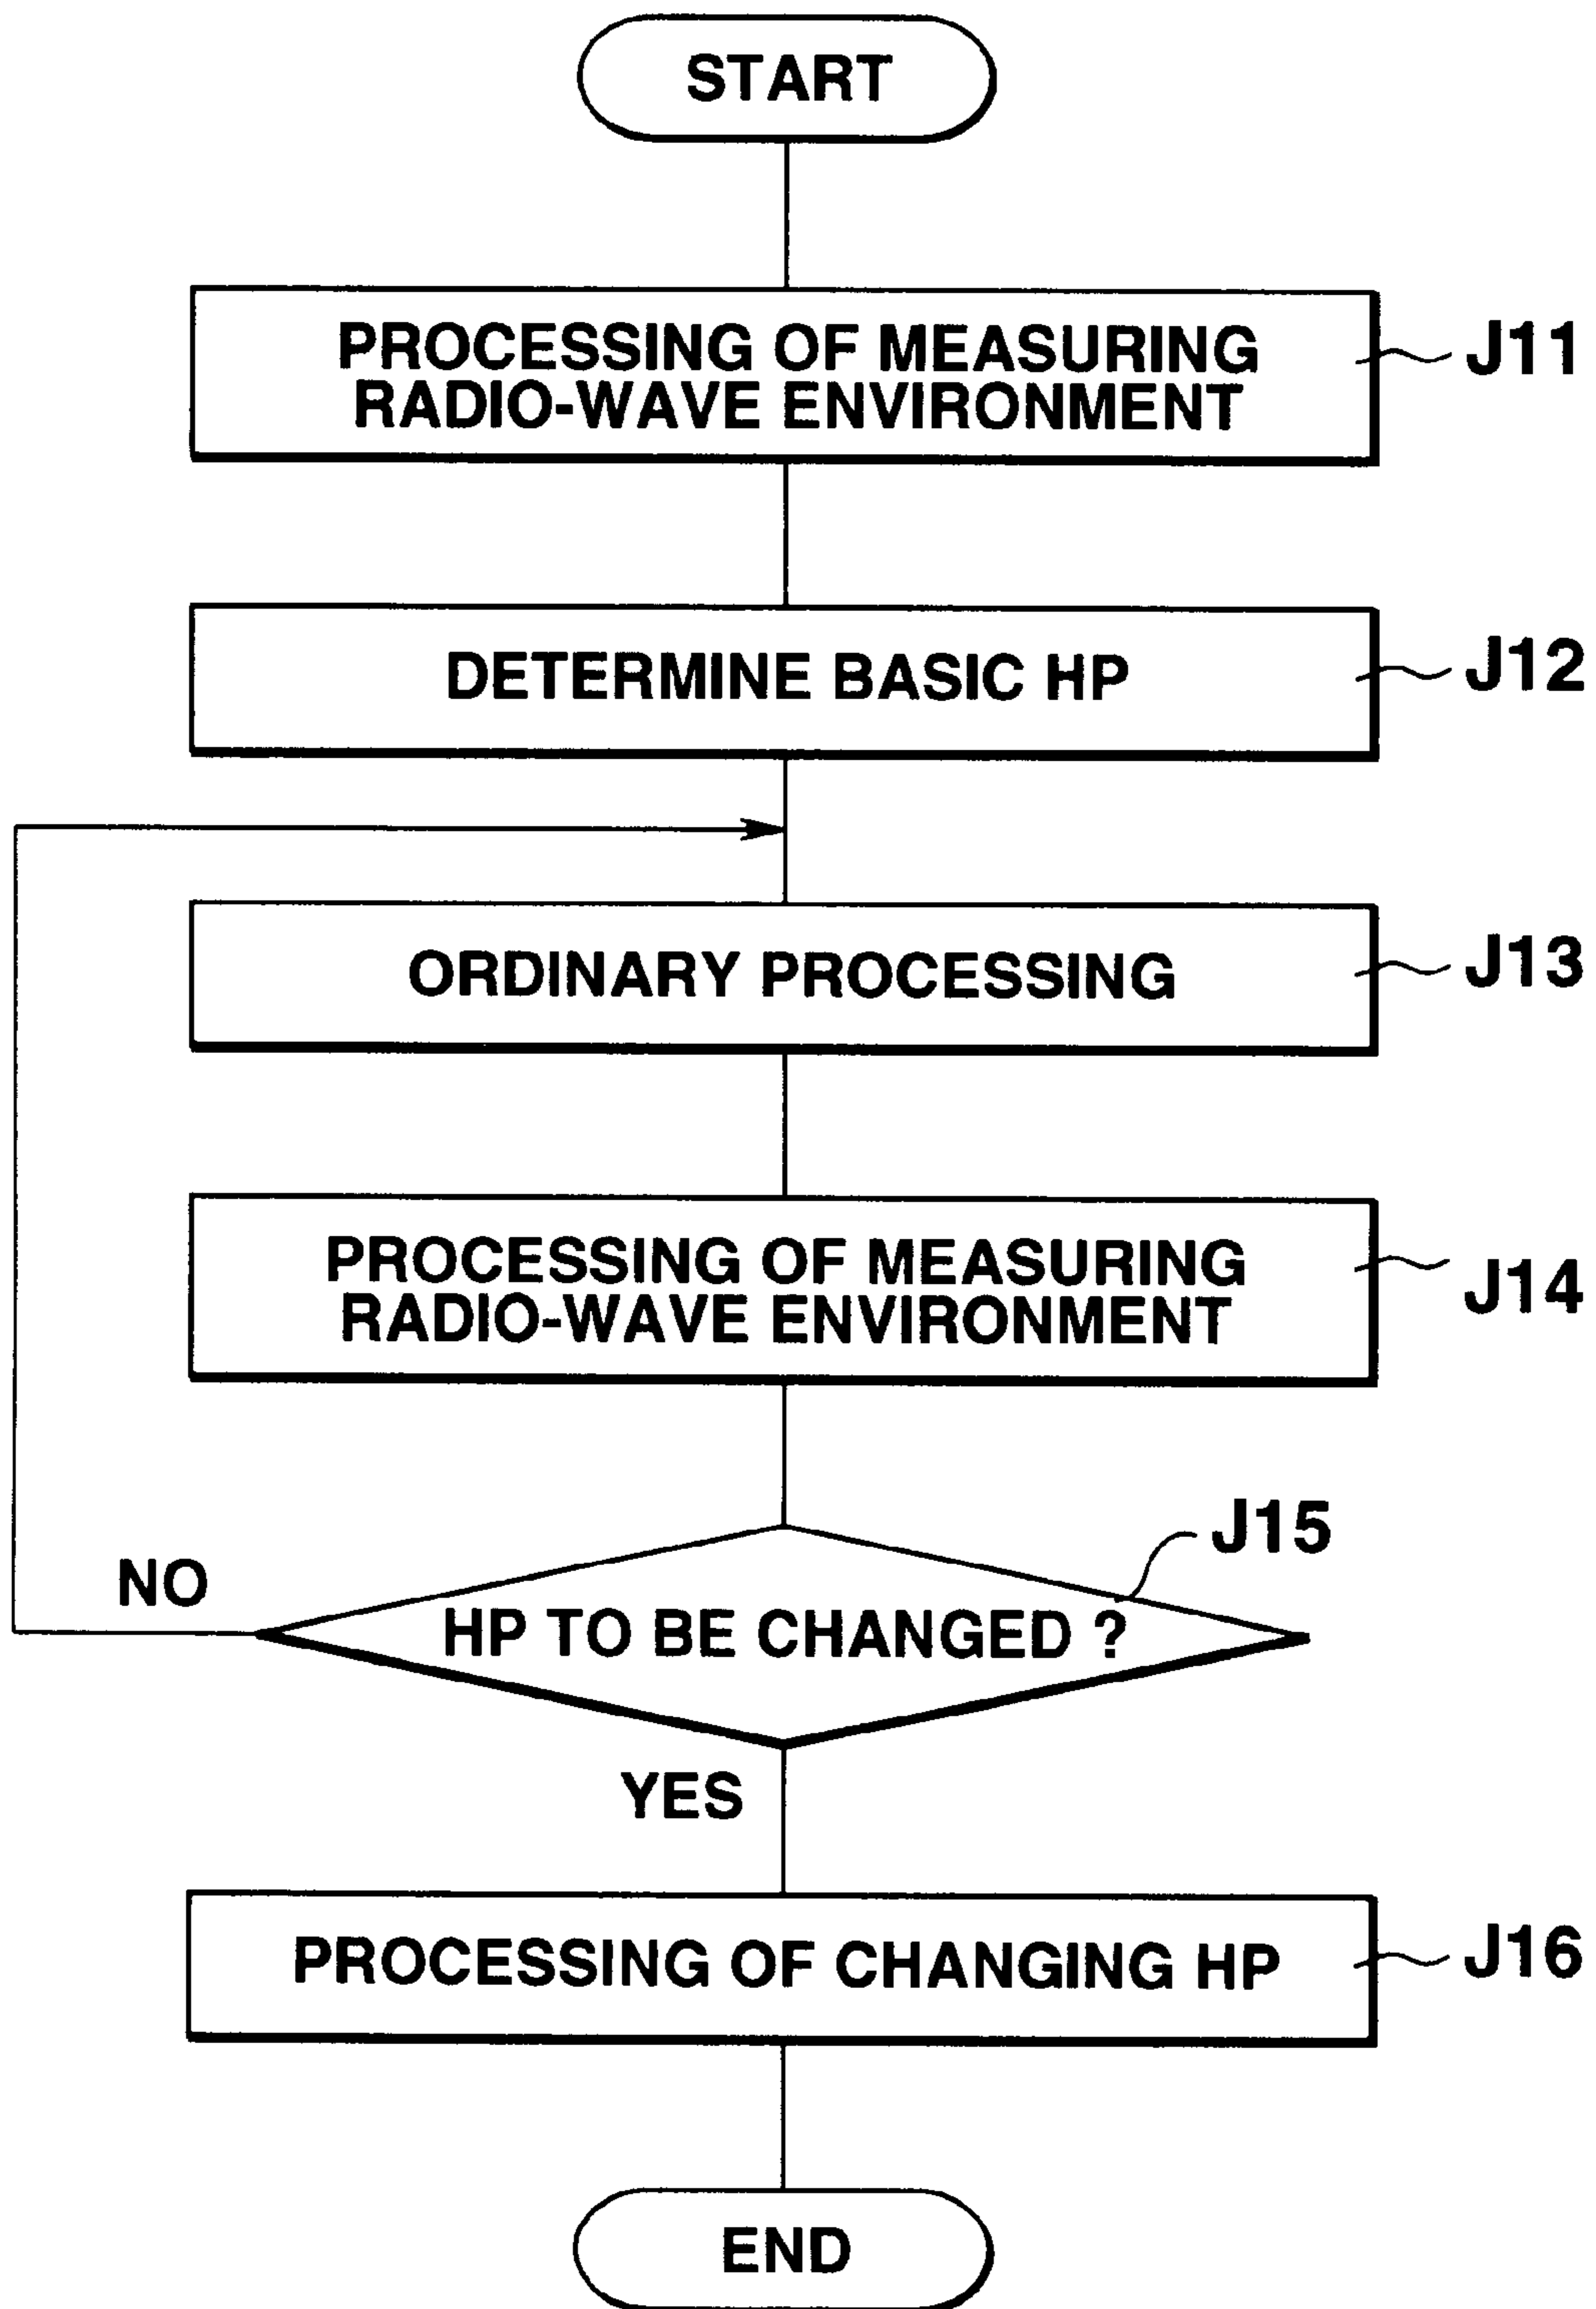 START
PROCESSING OF MEASURING
RADIO-WAVE ENVIRONMENT
J11
DETERMINE BASIC HP
J12
ORDINARY PROCESSING
J13
PROCESSING OF MEASURING
RADIO-WAVE ENVIRONMENT
J14
J15
NO
HP TO BE CHANGED ?
YES
PROCESSING OF CHANGING HP
J16
END